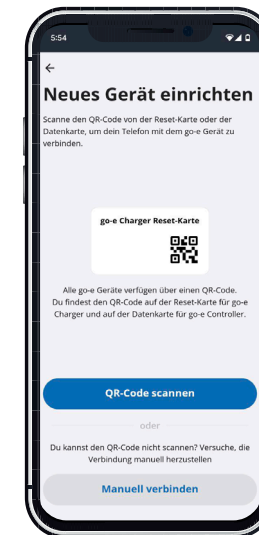 5:54
Neues Gerät einrichten
Scanne den QR-Code von der Reset-Karte oder der
Datenkarte, um dein Telefon mit dem go-e Gerät zu
verbinden.
go-e Charger Reset-Karte
Alle go-e Geräte verfügen über einen QR-Code.
Du findest den QR-Code auf der Reset-Karte für go-e
Charger und auf der Datenkarte für go-e Controller.
QR-Code scannen
oder
Du kannst den QR-Code nicht scannen? Versuche, die
Verbindung manuell herzustellen
Manuell verbinden